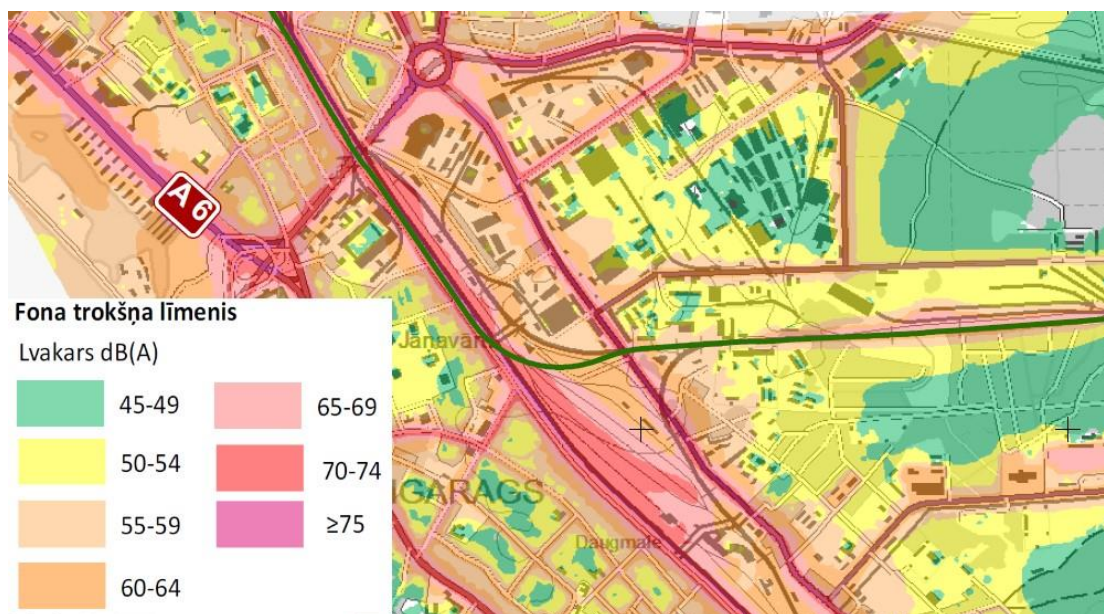 A 6
Fona trokšņa līmenis
Lvakars dB(A)
45-49
65-69
50-54
70-74
55-59
≥75
60-64
Jāņavārti
GARAGS
Daugmale